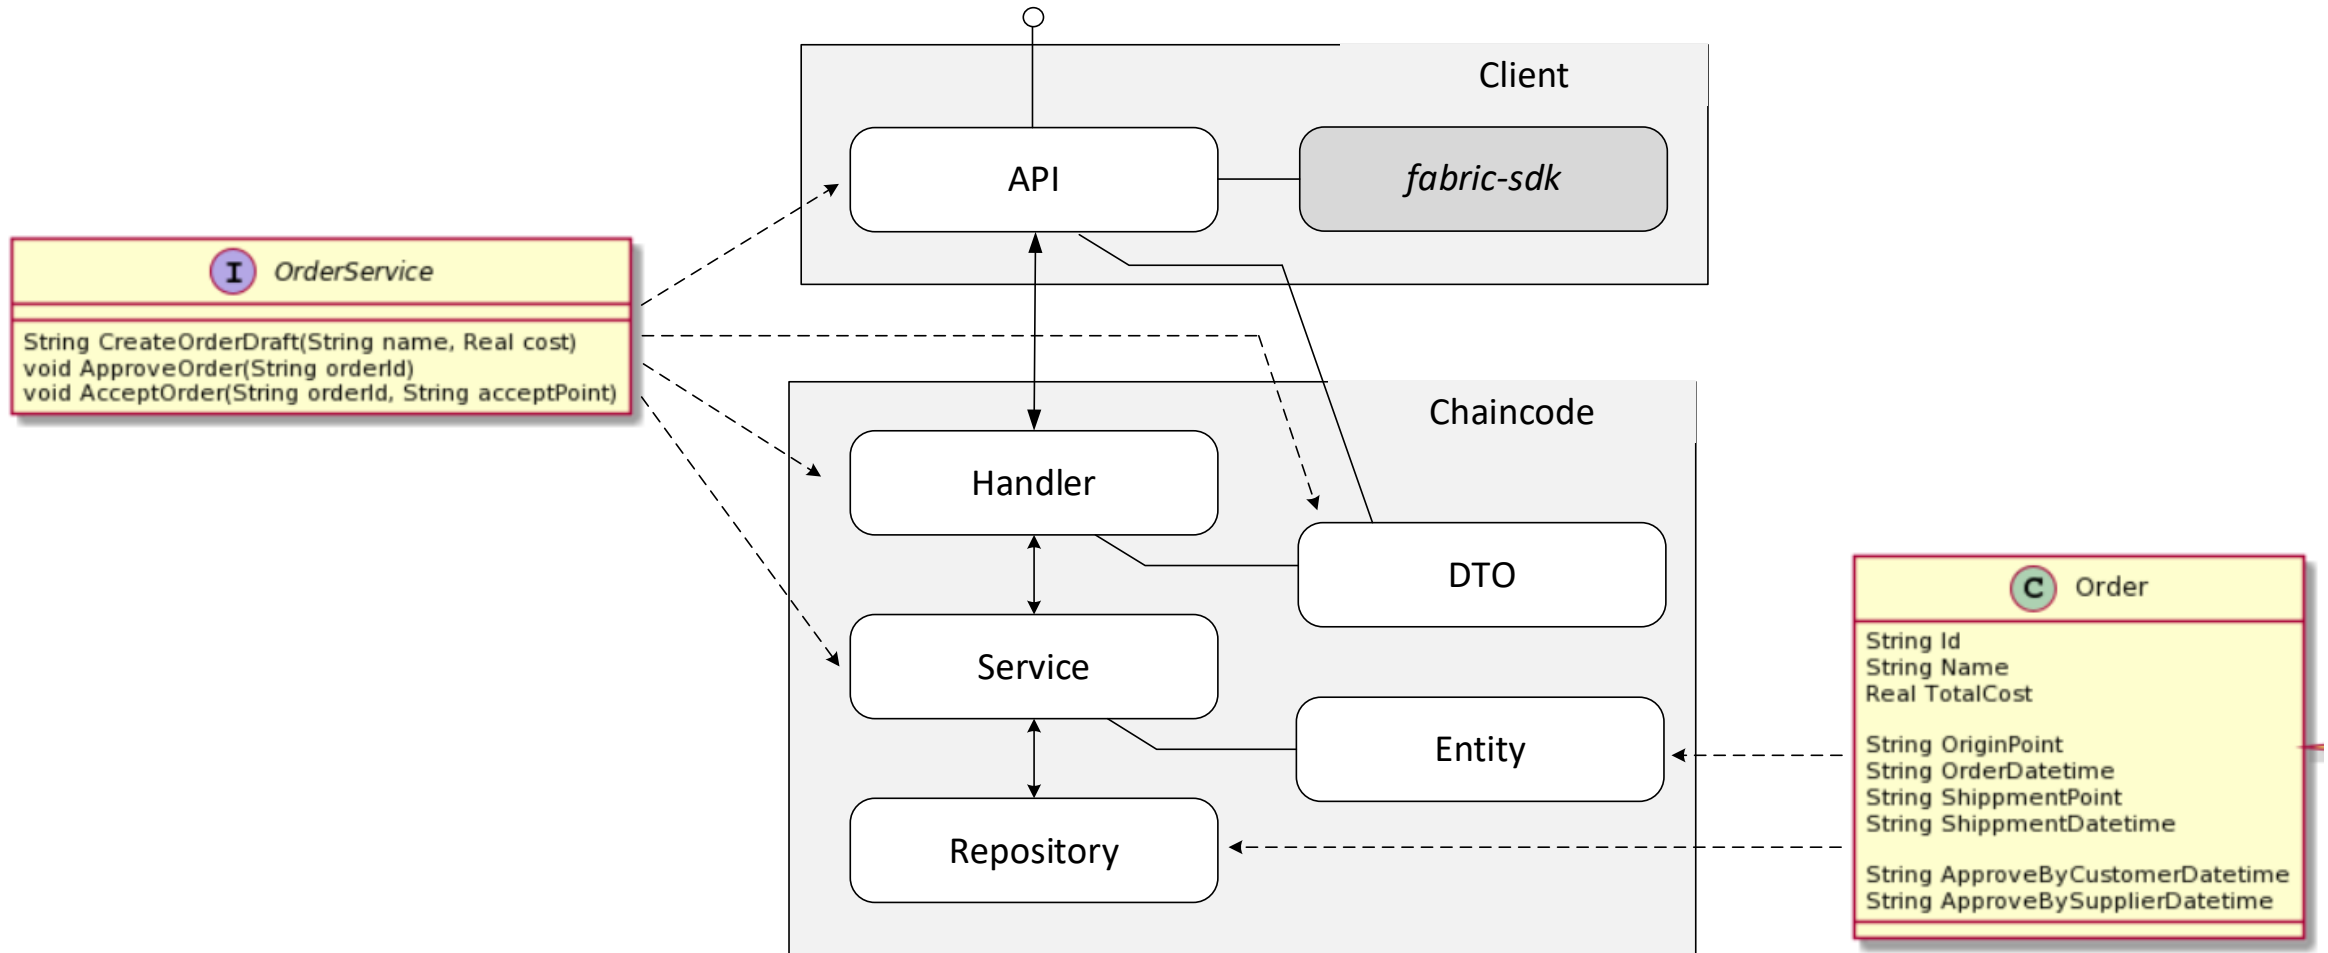 Client
API
fabric-sdk
I OrderService
String CreateOrderDraft(String name, Real cost)
void ApproveOrder(String orderId)
void AcceptOrder(String orderId, String acceptPoint)
Chaincode
Handler
DTO
Service
Entity
Repository
C Order
String Id
String Name
Real TotalCost
String OriginPoint
String OrderDatetime
String ShippmentPoint
String ShippmentDatetime
String ApproveByCustomerDatetime
String ApproveBySupplierDatetime